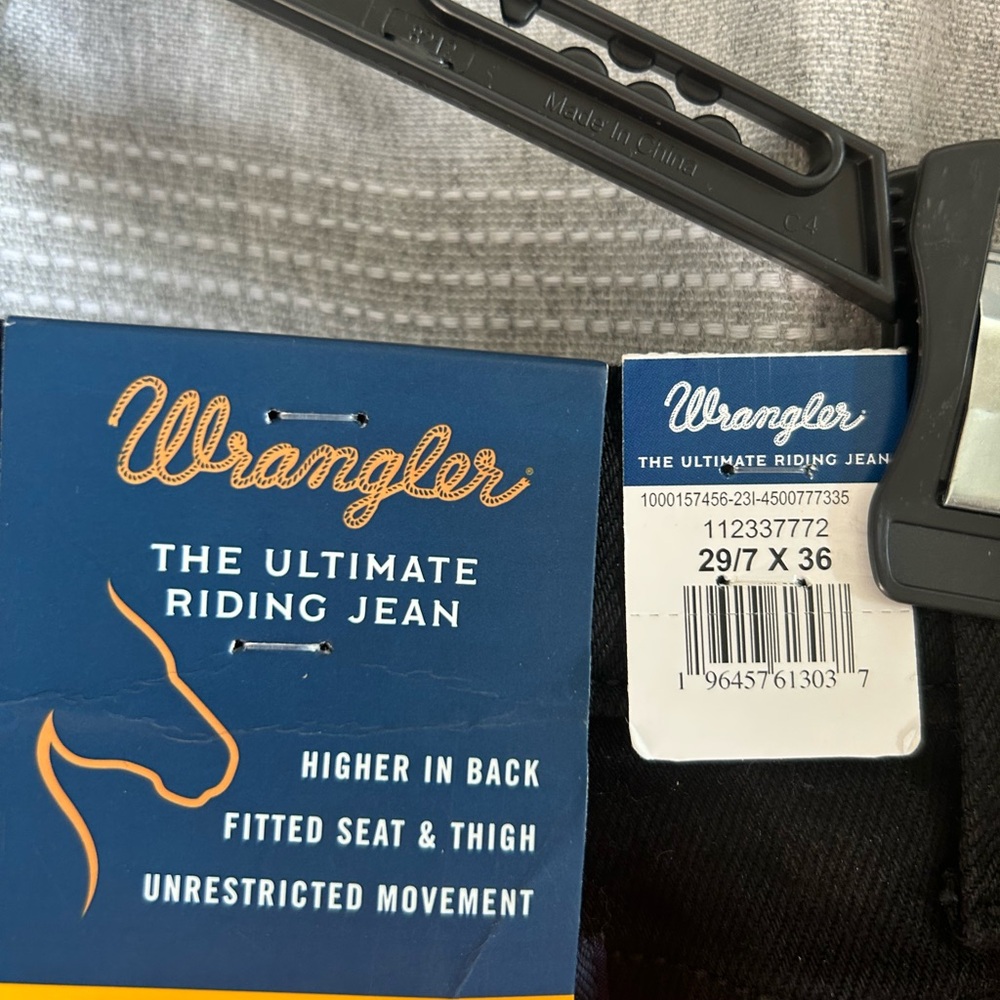 Made In China
C4
Wrangler
THE ULTIMATE
RIDING JEAN
HIGHER IN BACK
FITTED SEAT & THIGH
UNRESTRICTED MOVEMENT
Wrangler
THE ULTIMATE RIDING JEAN
1000157456-23I-4500777335
112337772
29/7 X 36
1 96457 61303 7